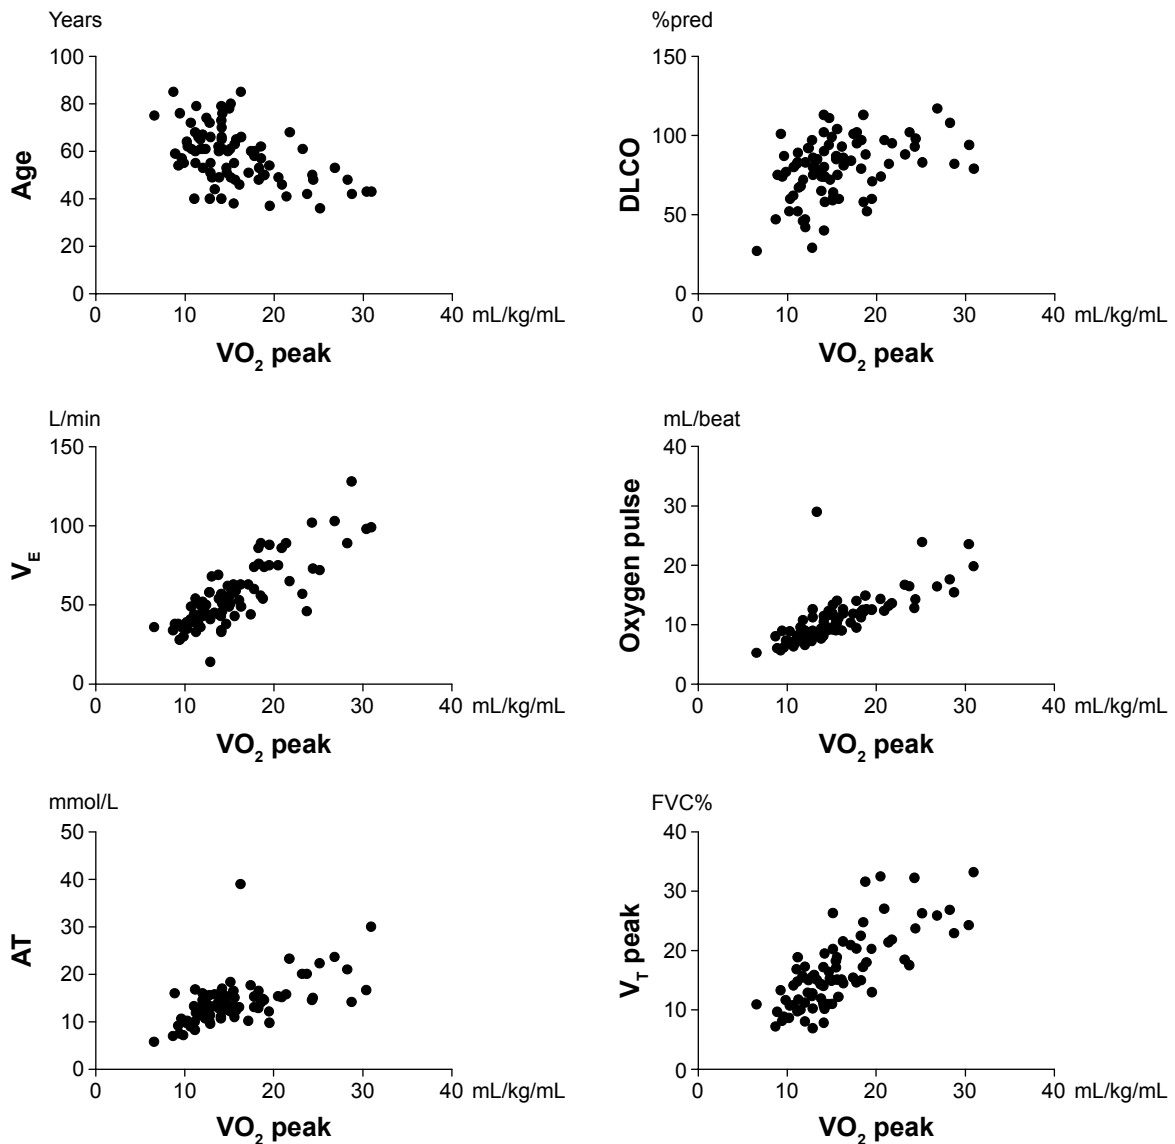 Years
100
80
60
40
20
0
Age
0 10 20 30 40 mL/kg/mL
VO₂ peak
%pred
150
100
50
0
DLCO
0 10 20 30 40 mL/kg/mL
VO₂ peak
L/min
150
100
50
0
V_E
0 10 20 30 40 mL/kg/mL
VO₂ peak
mL/beat
40
30
20
10
0
Oxygen pulse
0 10 20 30 40 mL/kg/mL
VO₂ peak
mmol/L
50
40
30
20
10
0
AT
0 10 20 30 40 mL/kg/mL
VO₂ peak
FVC%
40
30
20
10
0
V_T peak
0 10 20 30 40 mL/kg/mL
VO₂ peak